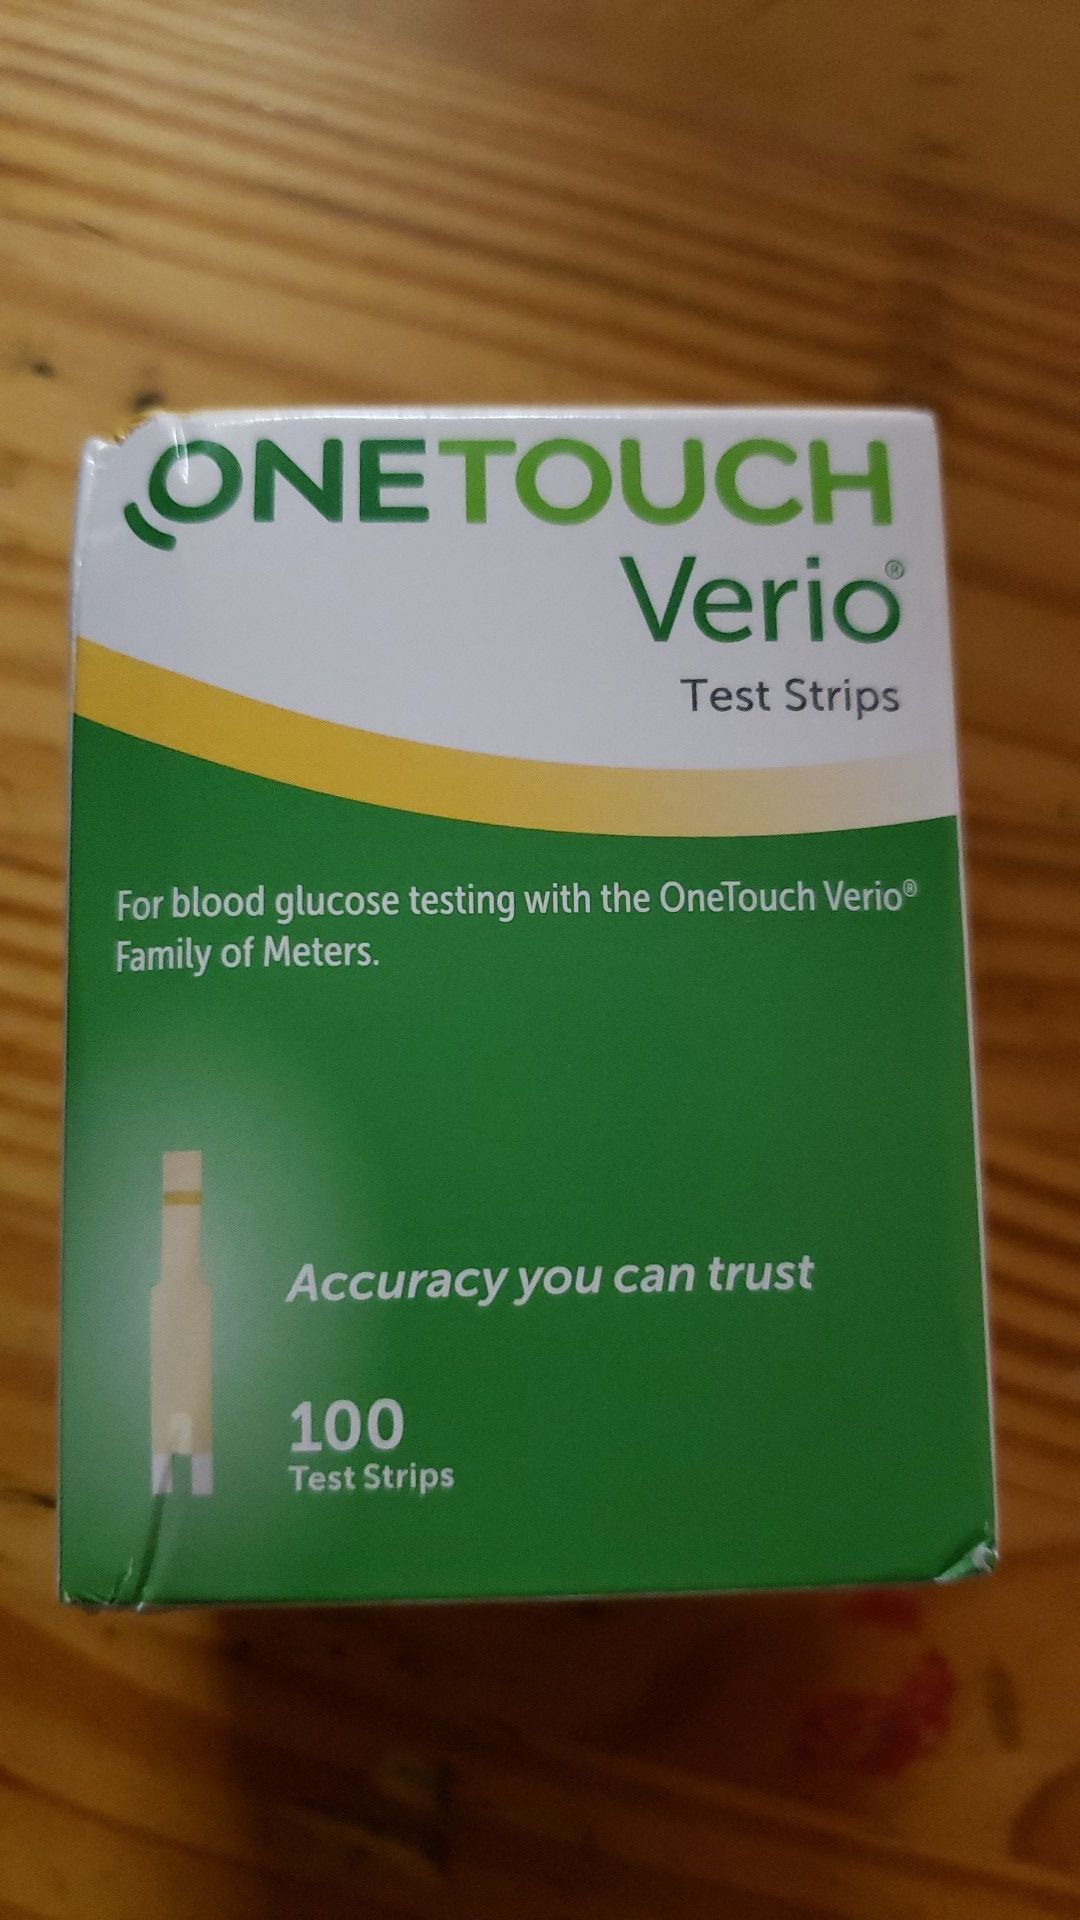 ONETOUCH
Verio®
Test Strips
For blood glucose testing with the OneTouch Verio®
Family of Meters.
Accuracy you can trust
100
Test Strips